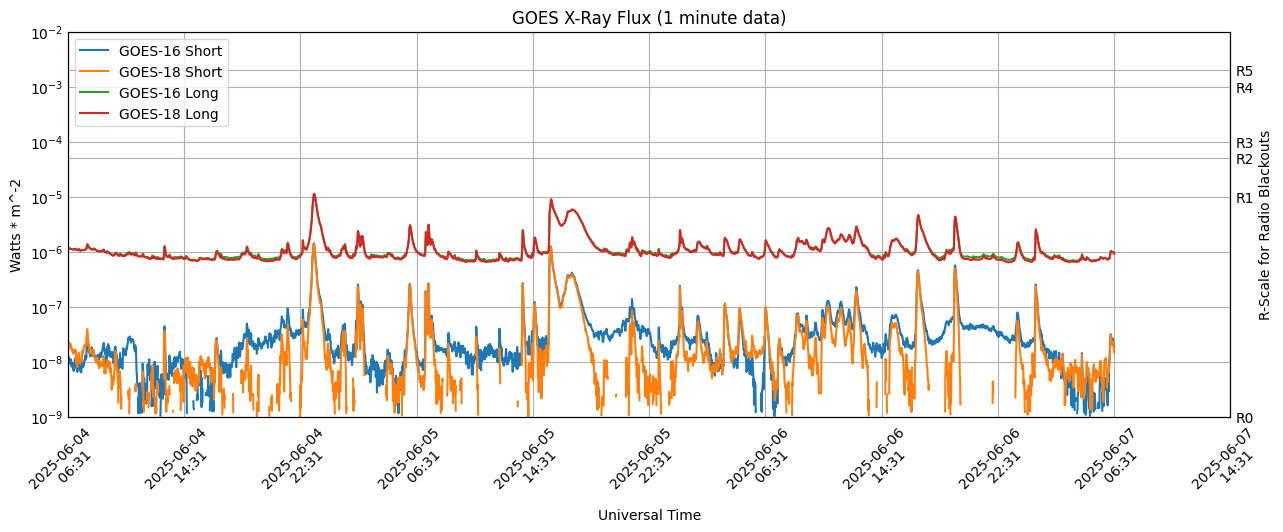 GOES X-Ray Flux (1 minute data)
GOES-16 Short
GOES-18 Short
GOES-16 Long
GOES-18 Long
Watts * m^-2
10⁻²
10⁻³
10⁻⁴
10⁻⁵
10⁻⁶
10⁻⁷
10⁻⁸
10⁻⁹
R5
R4
R3
R2
R1
R0
R-Scale for Radio Blackouts
2025-06-04
06:31
2025-06-04
14:31
2025-06-04
22:31
2025-06-05
06:31
2025-06-05
14:31
2025-06-05
22:31
2025-06-06
06:31
2025-06-06
14:31
2025-06-06
22:31
2025-06-07
06:31
2025-06-07
14:31
Universal Time